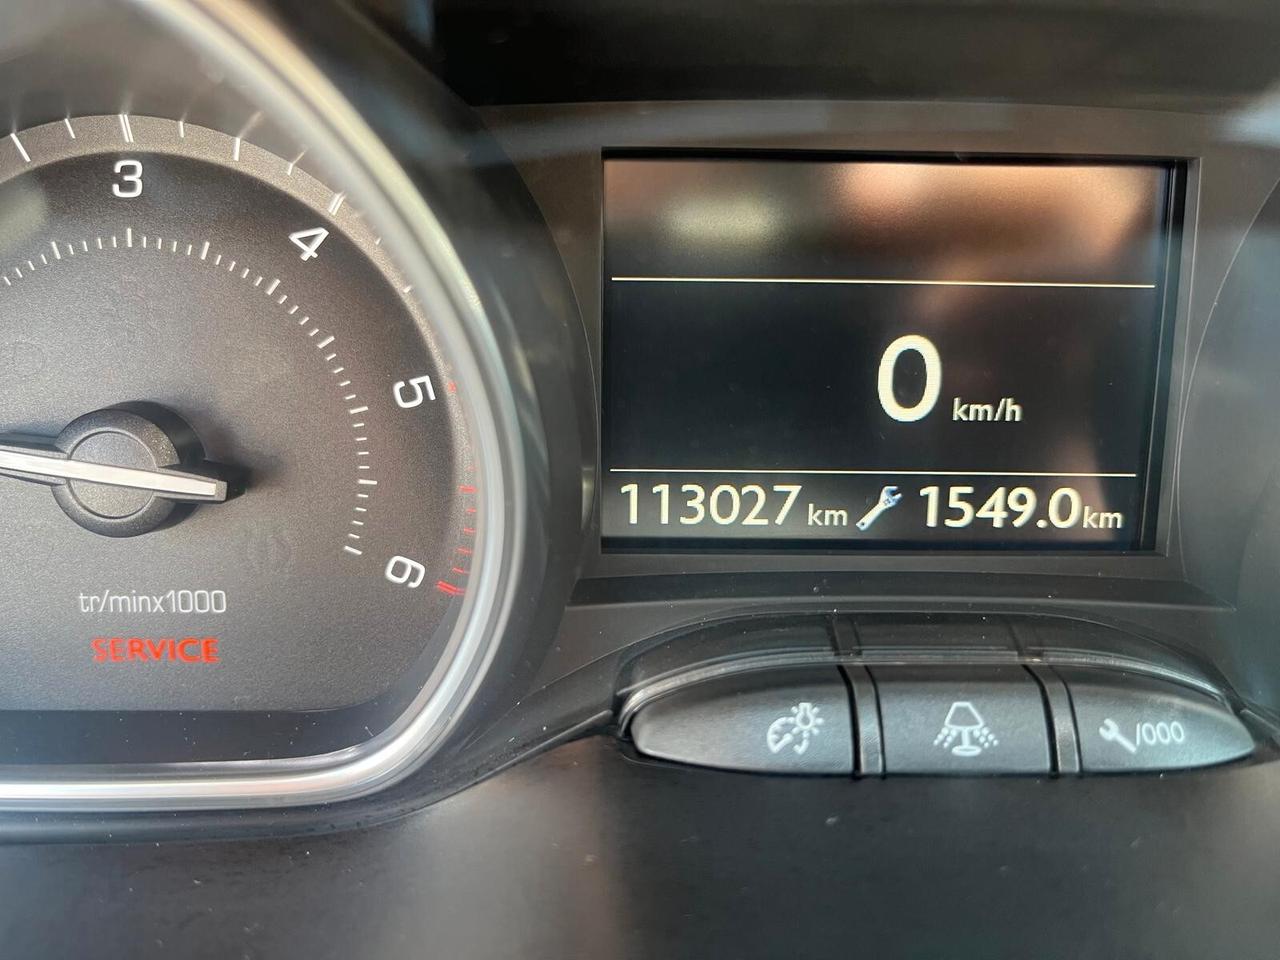 3
4
5
6
tr/minx1000
SERVICE
0 km/h
113027 km 1549.0 km
/000